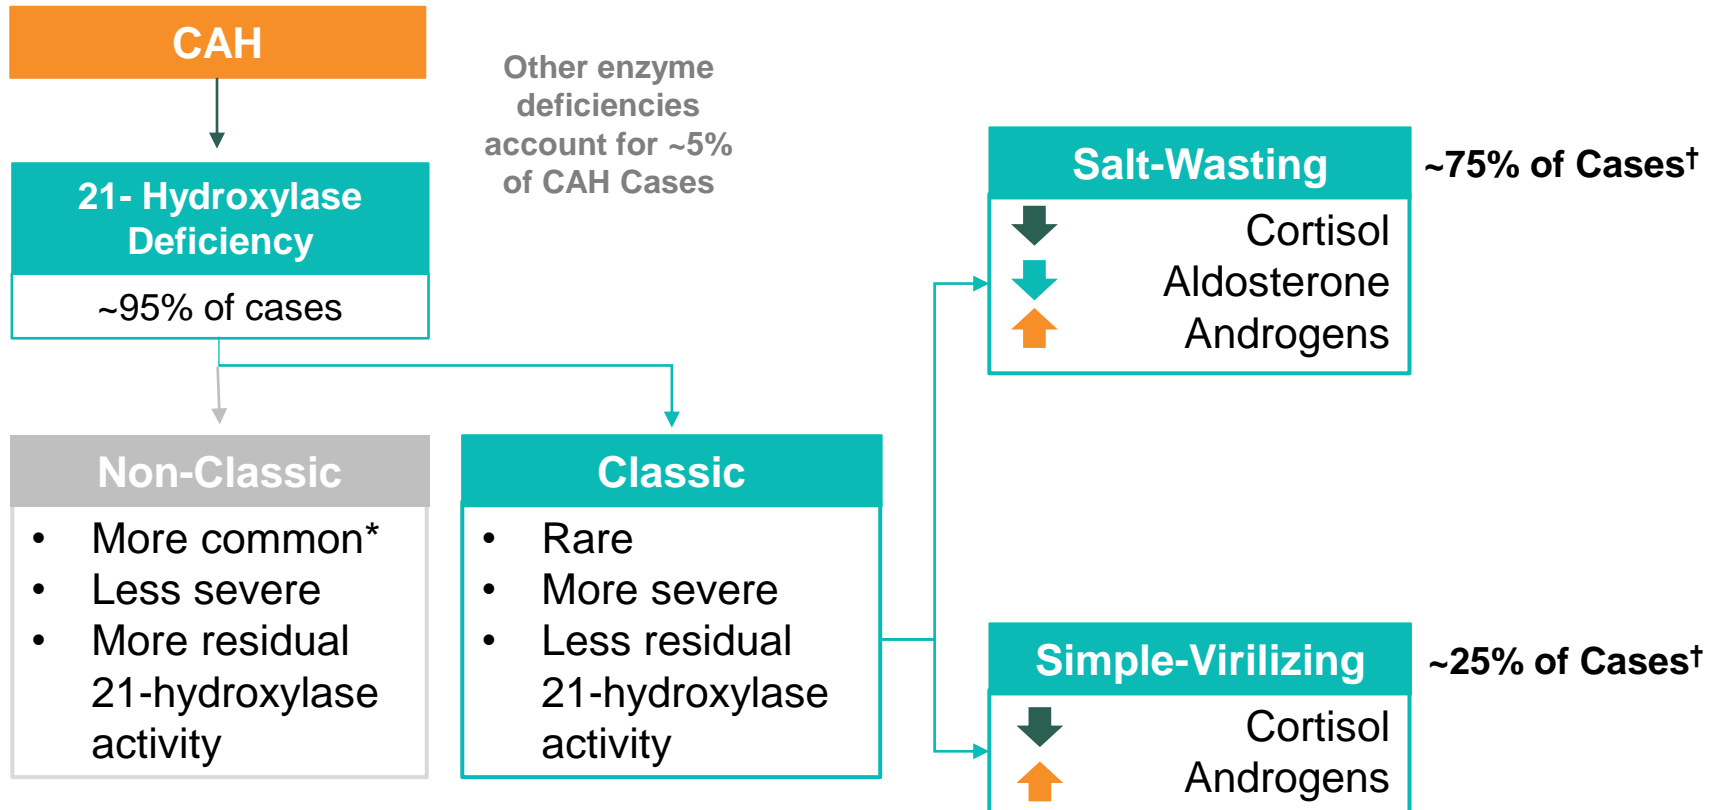 CAH
Other enzyme
deficiencies
account for ~5%
of CAH Cases
21- Hydroxylase
Deficiency
~95% of cases
Non-Classic
• More common*
• Less severe
• More residual
21-hydroxylase
activity
Classic
• Rare
• More severe
• Less residual
21-hydroxylase
activity
Salt-Wasting
~75% of Cases†
Cortisol
Aldosterone
Androgens
Simple-Virilizing
~25% of Cases†
Cortisol
Androgens